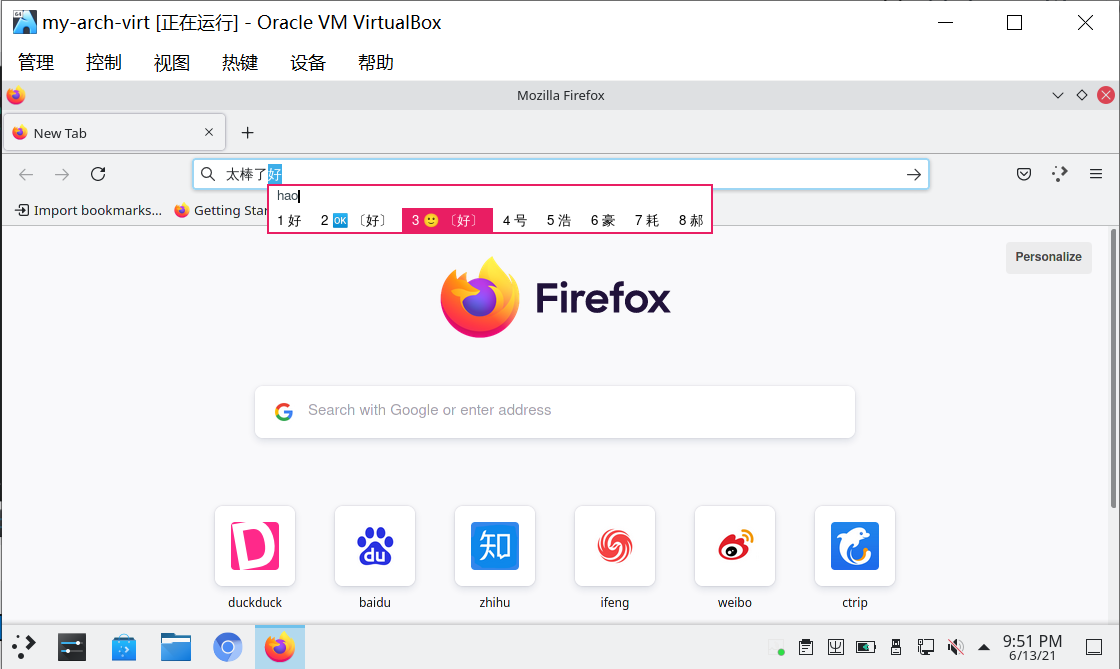 my-arch-virt [正在运行] - Oracle VM VirtualBox
管理 控制 视图 热键 设备 帮助
Mozilla Firefox
New Tab
太棒了好
hao
Import bookmarks... Getting Star
1 好 2 🆗 〔好〕 3 🙂 〔好〕 4 号 5 浩 6 豪 7 耗 8 郝
Personalize
Firefox
Search with Google or enter address
D du 知
duckduck baidu zhihu ifeng weibo ctrip
9:51 PM
6/13/21